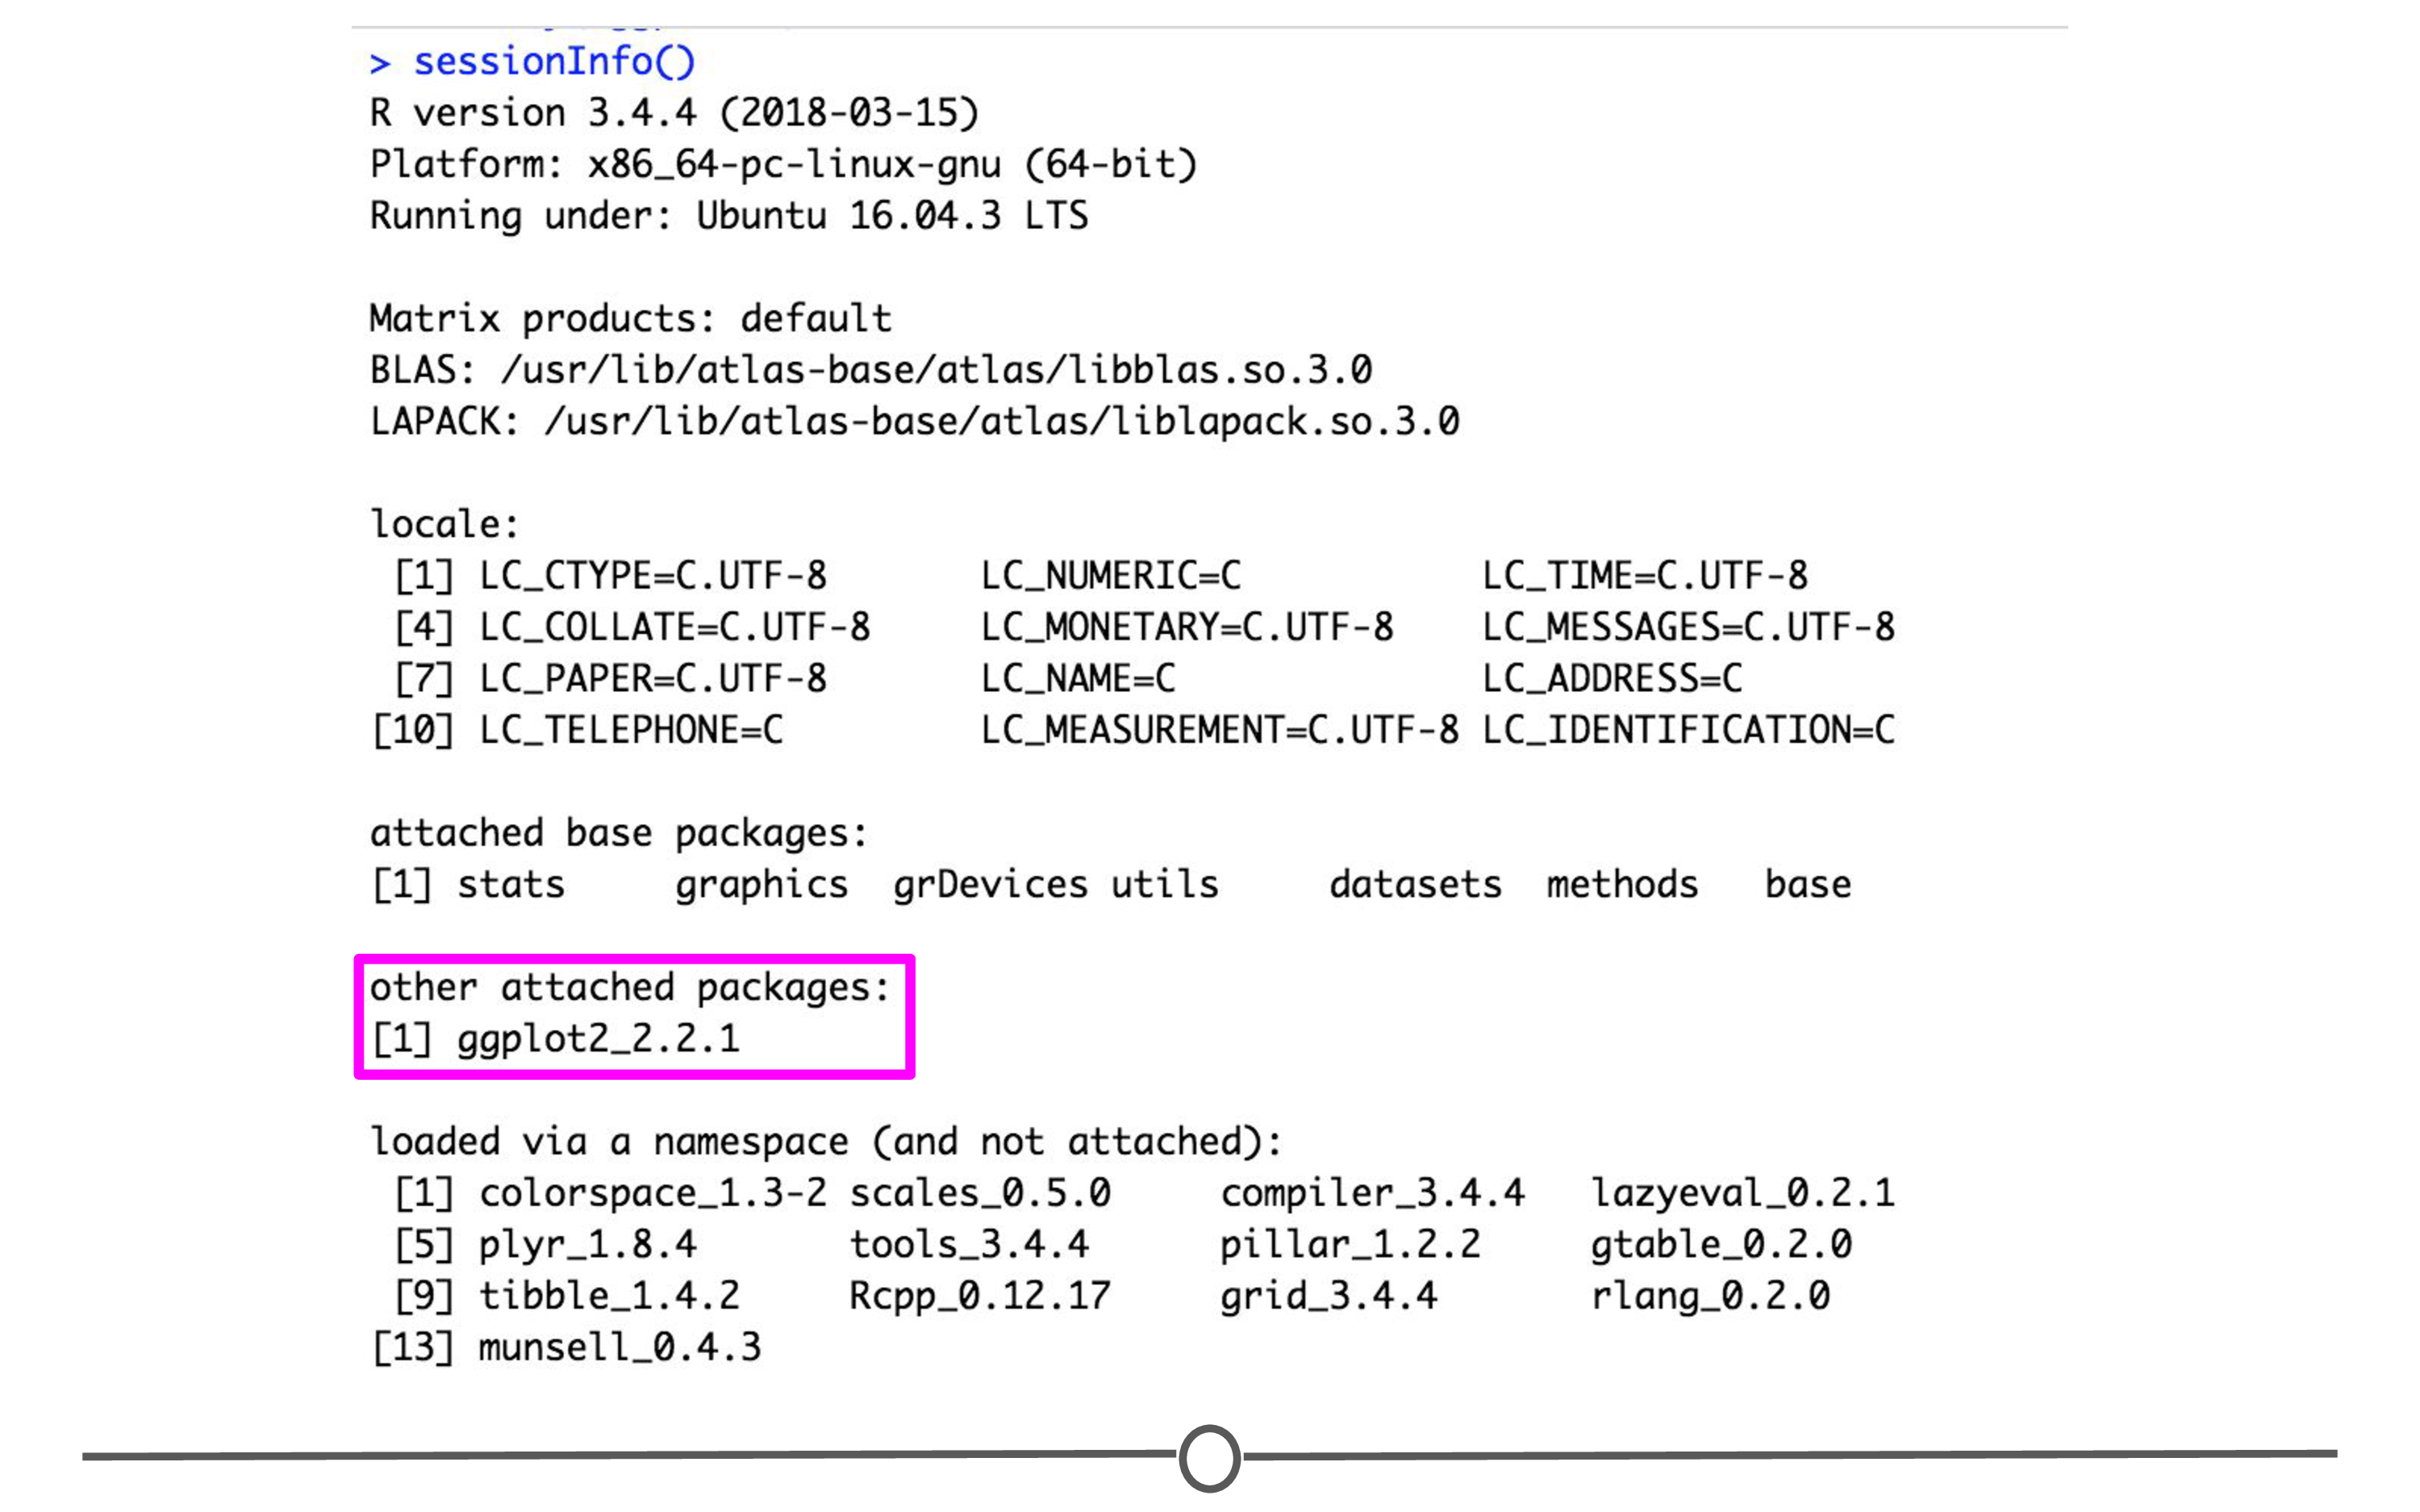 > sessionInfo()
R version 3.4.4 (2018-03-15)
Platform: x86_64-pc-linux-gnu (64-bit)
Running under: Ubuntu 16.04.3 LTS
Matrix products: default
BLAS: /usr/lib/atlas-base/atlas/libblas.so.3.0
LAPACK: /usr/lib/atlas-base/atlas/liblapack.so.3.0
locale:
[1] LC_CTYPE=C.UTF-8 LC_NUMERIC=C LC_TIME=C.UTF-8
[4] LC_COLLATE=C.UTF-8 LC_MONETARY=C.UTF-8 LC_MESSAGES=C.UTF-8
[7] LC_PAPER=C.UTF-8 LC_NAME=C LC_ADDRESS=C
[10] LC_TELEPHONE=C LC_MEASUREMENT=C.UTF-8 LC_IDENTIFICATION=C
attached base packages:
[1] stats graphics grDevices utils datasets methods base
other attached packages:
[1] ggplot2_2.2.1
loaded via a namespace (and not attached):
[1] colorspace_1.3-2 scales_0.5.0 compiler_3.4.4 lazyeval_0.2.1
[5] plyr_1.8.4 tools_3.4.4 pillar_1.2.2 gtable_0.2.0
[9] tibble_1.4.2 Rcpp_0.12.17 grid_3.4.4 rlang_0.2.0
[13] munsell_0.4.3